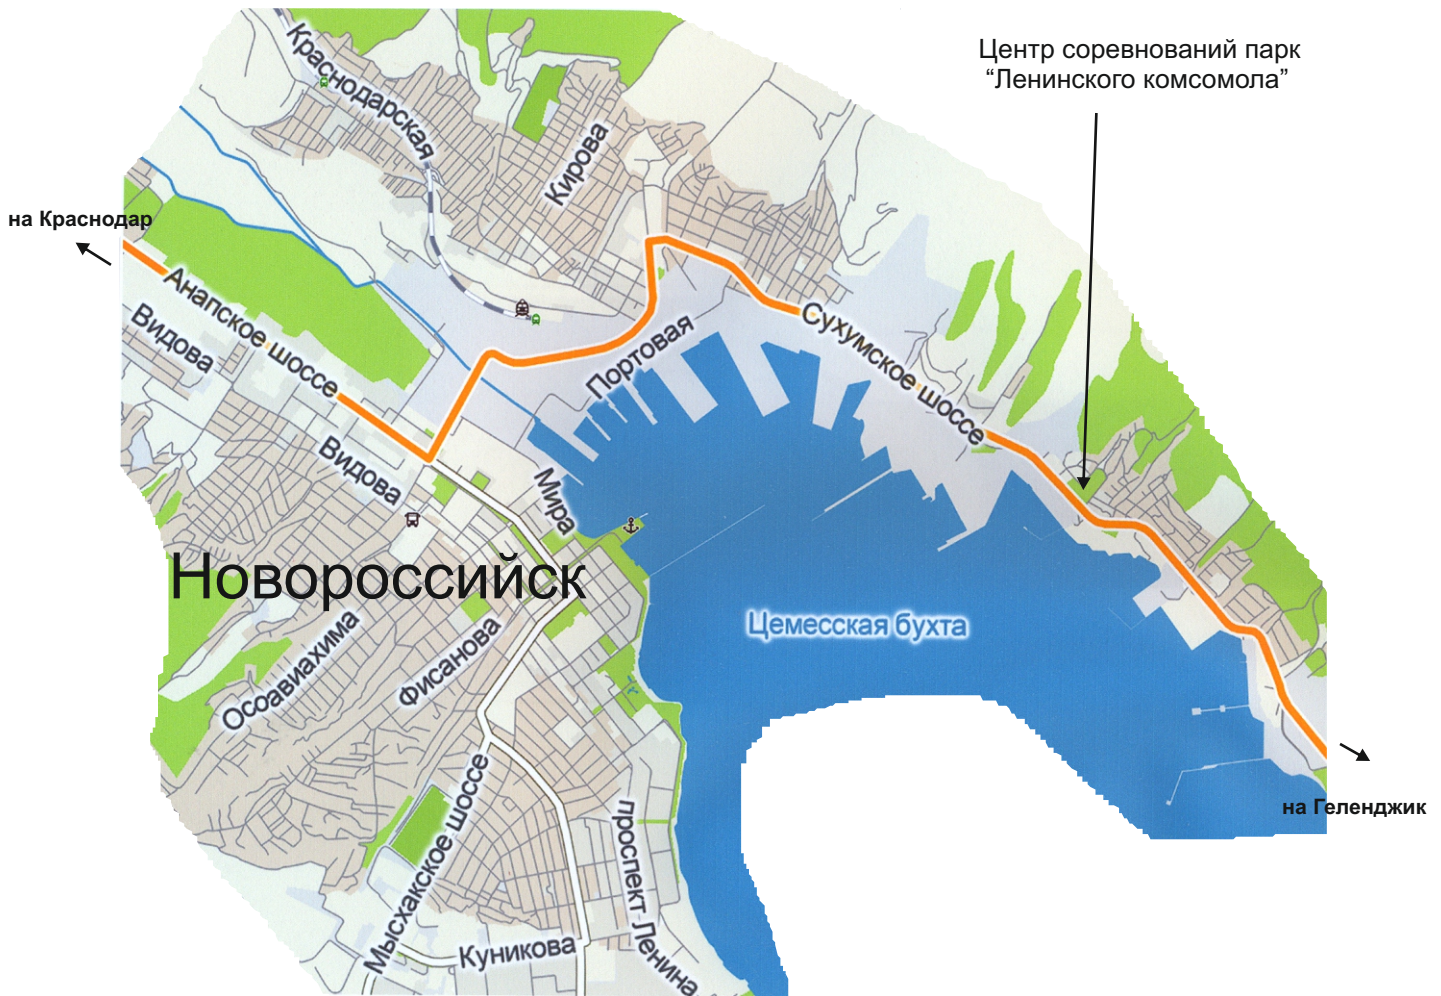 Центр соревнований парк
“Ленинского комсомола”
Краснодарская
Кирова
на Краснодар
Анапское шоссе
Видова
Портовая
Сухумское шоссе
Видова
Мира
Новороссийск
Цемесская бухта
Осоавиахима
Фисанова
Мысхакское шоссе
проспект Ленина
Куникова
на Геленджик